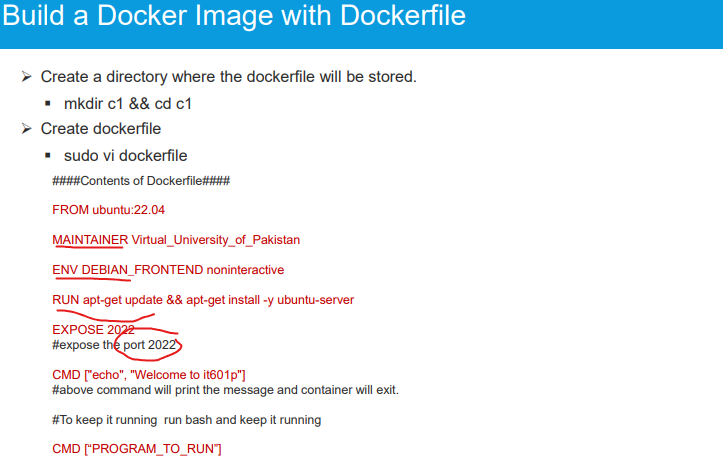 Build a Docker Image with Dockerfile
➢ Create a directory where the dockerfile will be stored.
▪ mkdir c1 && cd c1
➢ Create dockerfile
▪ sudo vi dockerfile
####Contents of Dockerfile####
FROM ubuntu:22.04
MAINTAINER Virtual_University_of_Pakistan
ENV DEBIAN_FRONTEND noninteractive
RUN apt-get update && apt-get install -y ubuntu-server
EXPOSE 2022
#expose the port 2022
CMD ["echo", "Welcome to it601p"]
#above command will print the message and container will exit.
#To keep it running  run bash and keep it running
CMD [“PROGRAM_TO_RUN”]